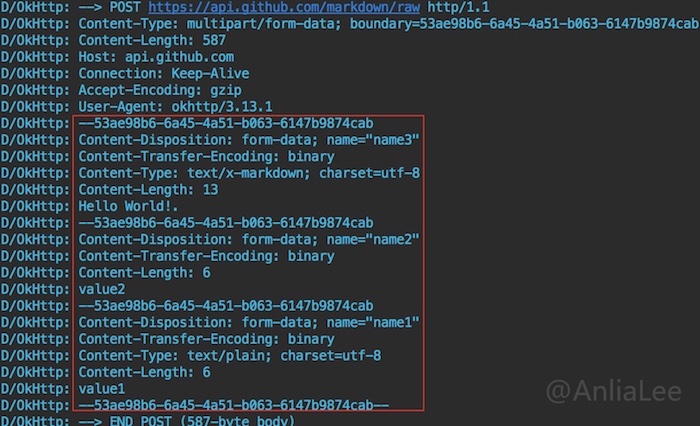 D/OkHttp: --> POST https://api.github.com/markdown/raw http/1.1
D/OkHttp: Content-Type: multipart/form-data; boundary=53ae98b6-6a45-4a51-b063-6147b9874cab
D/OkHttp: Content-Length: 587
D/OkHttp: Host: api.github.com
D/OkHttp: Connection: Keep-Alive
D/OkHttp: Accept-Encoding: gzip
D/OkHttp: User-Agent: okhttp/3.13.1
D/OkHttp: --53ae98b6-6a45-4a51-b063-6147b9874cab
D/OkHttp: Content-Disposition: form-data; name="name3"
D/OkHttp: Content-Transfer-Encoding: binary
D/OkHttp: Content-Type: text/x-markdown; charset=utf-8
D/OkHttp: Content-Length: 13
D/OkHttp: Hello World!.
D/OkHttp: --53ae98b6-6a45-4a51-b063-6147b9874cab
D/OkHttp: Content-Disposition: form-data; name="name2"
D/OkHttp: Content-Transfer-Encoding: binary
D/OkHttp: Content-Length: 6
D/OkHttp: value2
D/OkHttp: --53ae98b6-6a45-4a51-b063-6147b9874cab
D/OkHttp: Content-Disposition: form-data; name="name1"
D/OkHttp: Content-Transfer-Encoding: binary
D/OkHttp: Content-Type: text/plain; charset=utf-8
D/OkHttp: Content-Length: 6
D/OkHttp: value1
D/OkHttp: --53ae98b6-6a45-4a51-b063-6147b9874cab--
D/OkHttp: --> END POST (587-byte body)
@AnliaLee